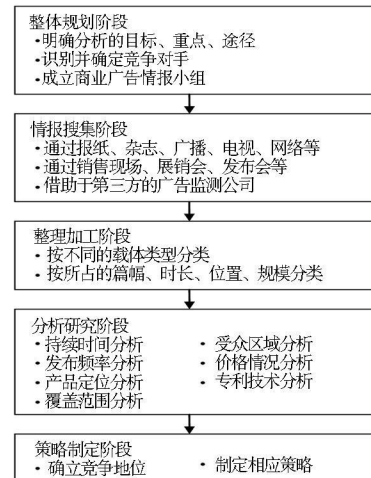 整体规划阶段
·明确分析的目标、重点、途径
·识别并确定竞争对手
·成立商业广告情报小组
情报搜集阶段
·通过报纸、杂志、广播、电视、网络等
·通过销售现场、展销会、发布会等
·借助于第三方的广告监测公司
整理加工阶段
·按不同的载体类型分类
·按所占的篇幅、时长、位置、规模分类
分析研究阶段
·持续时间分析 ·受众区域分析
·发布频率分析 ·价格情况分析
·产品定位分析 ·专利技术分析
·覆盖范围分析
策略制定阶段
·确立竞争地位 ·制定相应策略